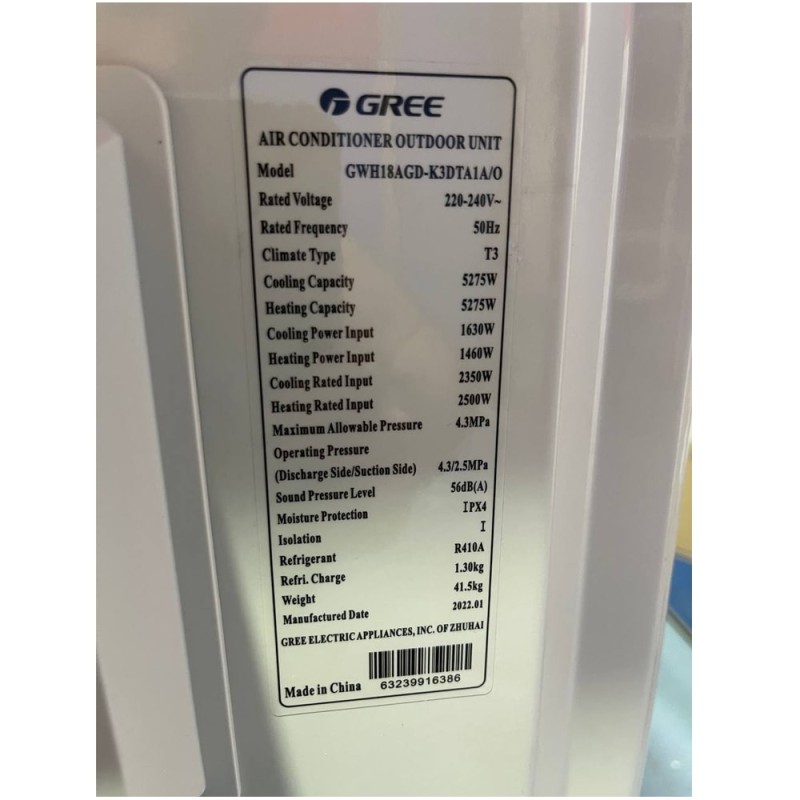 GREE
AIR CONDITIONER OUTDOOR UNIT
Model GWH18AGD-K3DTA1A/O
Rated Voltage 220-240V~
Rated Frequency 50Hz
Climate Type T3
Cooling Capacity 5275W
Heating Capacity 5275W
Cooling Power Input 1630W
Heating Power Input 1460W
Cooling Rated Input 2350W
Heating Rated Input 2500W
Maximum Allowable Pressure 4.3MPa
Operating Pressure
(Discharge Side/Suction Side) 4.3/2.5MPa
Sound Pressure Level 56dB(A)
Moisture Protection IPX4
Isolation I
Refrigerant R410A
Refri. Charge 1.30kg
Weight 41.5kg
Manufactured Date 2022.01
GREE ELECTRIC APPLIANCES, INC. OF ZHUHAI
Made in China 63239916386